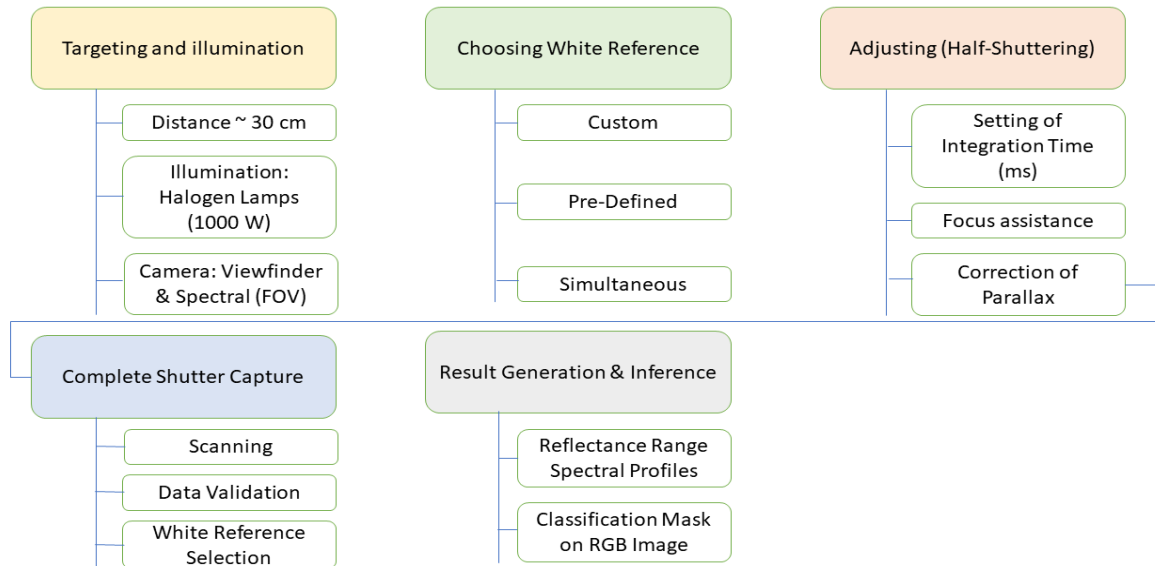 Targeting and illumination
Distance ~ 30 cm
Illumination:
Halogen Lamps
(1000 W)
Camera: Viewfinder
& Spectral (FOV)
Choosing White Reference
Custom
Pre-Defined
Simultaneous
Adjusting (Half-Shuttering)
Setting of
Integration Time
(ms)
Focus assistance
Correction of
Parallax
Complete Shutter Capture
Scanning
Data Validation
White Reference
Selection
Result Generation & Inference
Reflectance Range
Spectral Profiles
Classification Mask
on RGB Image